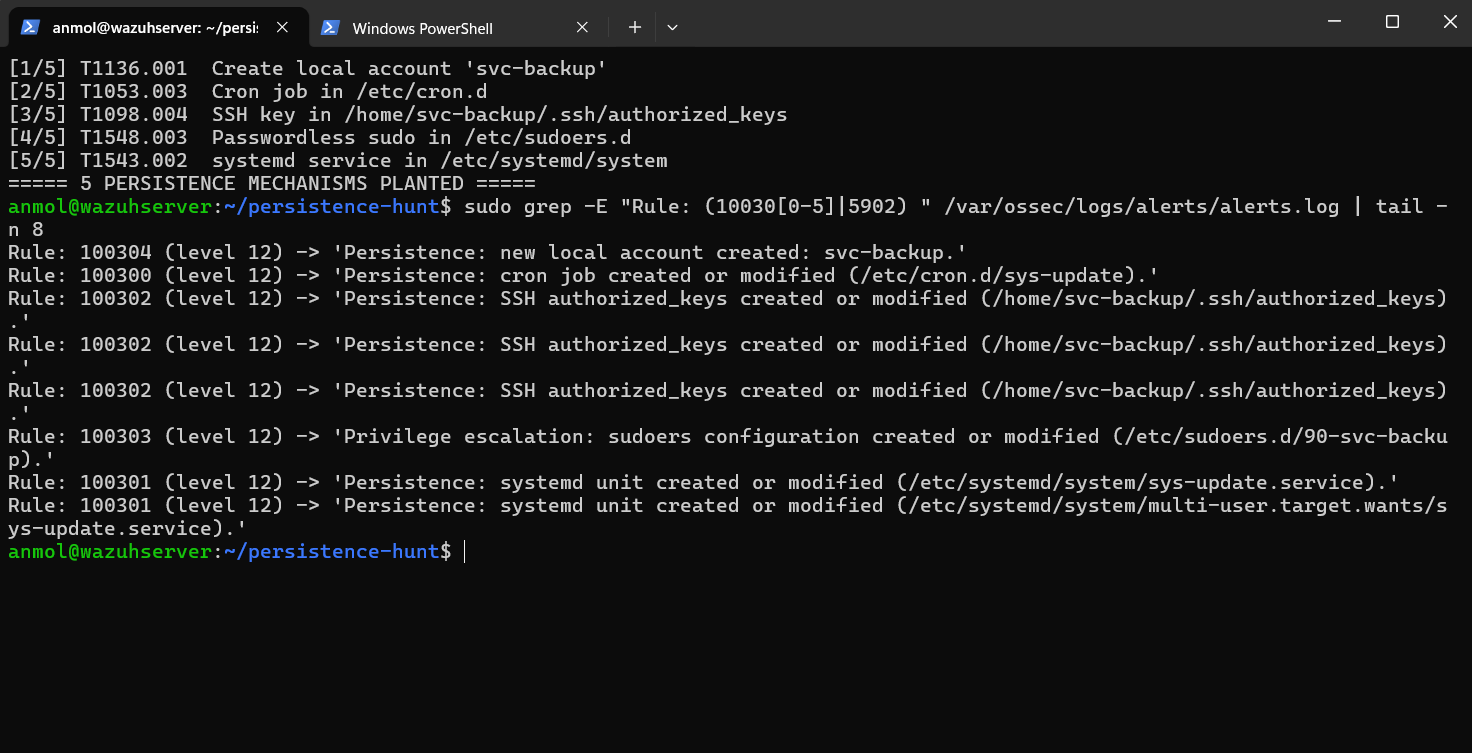 anmol@wazuhserver: ~/persi
Windows PowerShell
[1/5] T1136.001  Create local account 'svc-backup'
[2/5] T1053.003  Cron job in /etc/cron.d
[3/5] T1098.004  SSH key in /home/svc-backup/.ssh/authorized_keys
[4/5] T1548.003  Passwordless sudo in /etc/sudoers.d
[5/5] T1543.002  systemd service in /etc/systemd/system
===== 5 PERSISTENCE MECHANISMS PLANTED =====
anmol@wazuhserver:~/persistence-hunt$ sudo grep -E "Rule: (10030[0-5]|5902) " /var/ossec/logs/alerts/alerts.log | tail -
n 8
Rule: 100304 (level 12) -> 'Persistence: new local account created: svc-backup.'
Rule: 100300 (level 12) -> 'Persistence: cron job created or modified (/etc/cron.d/sys-update).'
Rule: 100302 (level 12) -> 'Persistence: SSH authorized_keys created or modified (/home/svc-backup/.ssh/authorized_keys)
.'
Rule: 100302 (level 12) -> 'Persistence: SSH authorized_keys created or modified (/home/svc-backup/.ssh/authorized_keys)
.'
Rule: 100302 (level 12) -> 'Persistence: SSH authorized_keys created or modified (/home/svc-backup/.ssh/authorized_keys)
.'
Rule: 100303 (level 12) -> 'Privilege escalation: sudoers configuration created or modified (/etc/sudoers.d/90-svc-backu
p).'
Rule: 100301 (level 12) -> 'Persistence: systemd unit created or modified (/etc/systemd/system/sys-update.service).'
Rule: 100301 (level 12) -> 'Persistence: systemd unit created or modified (/etc/systemd/system/multi-user.target.wants/s
ys-update.service).'
anmol@wazuhserver:~/persistence-hunt$